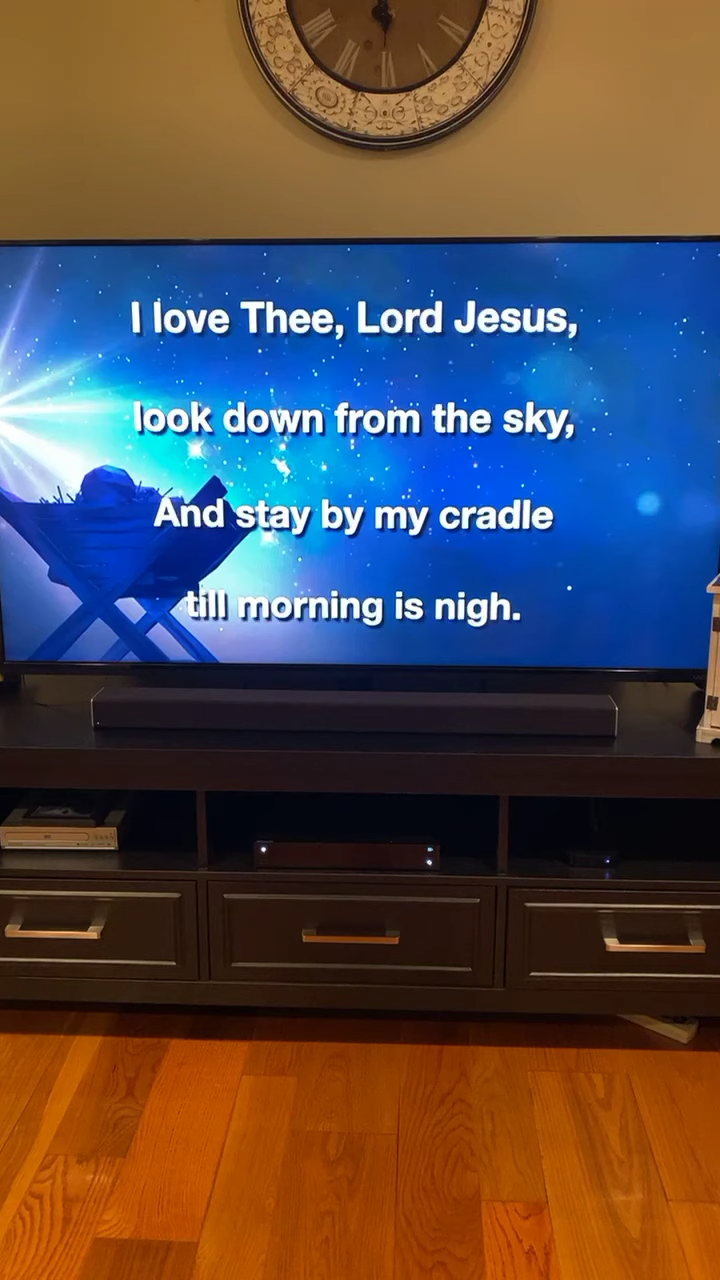 I love Thee, Lord Jesus,
look down from the sky,
And stay by my cradle
till morning is nigh.